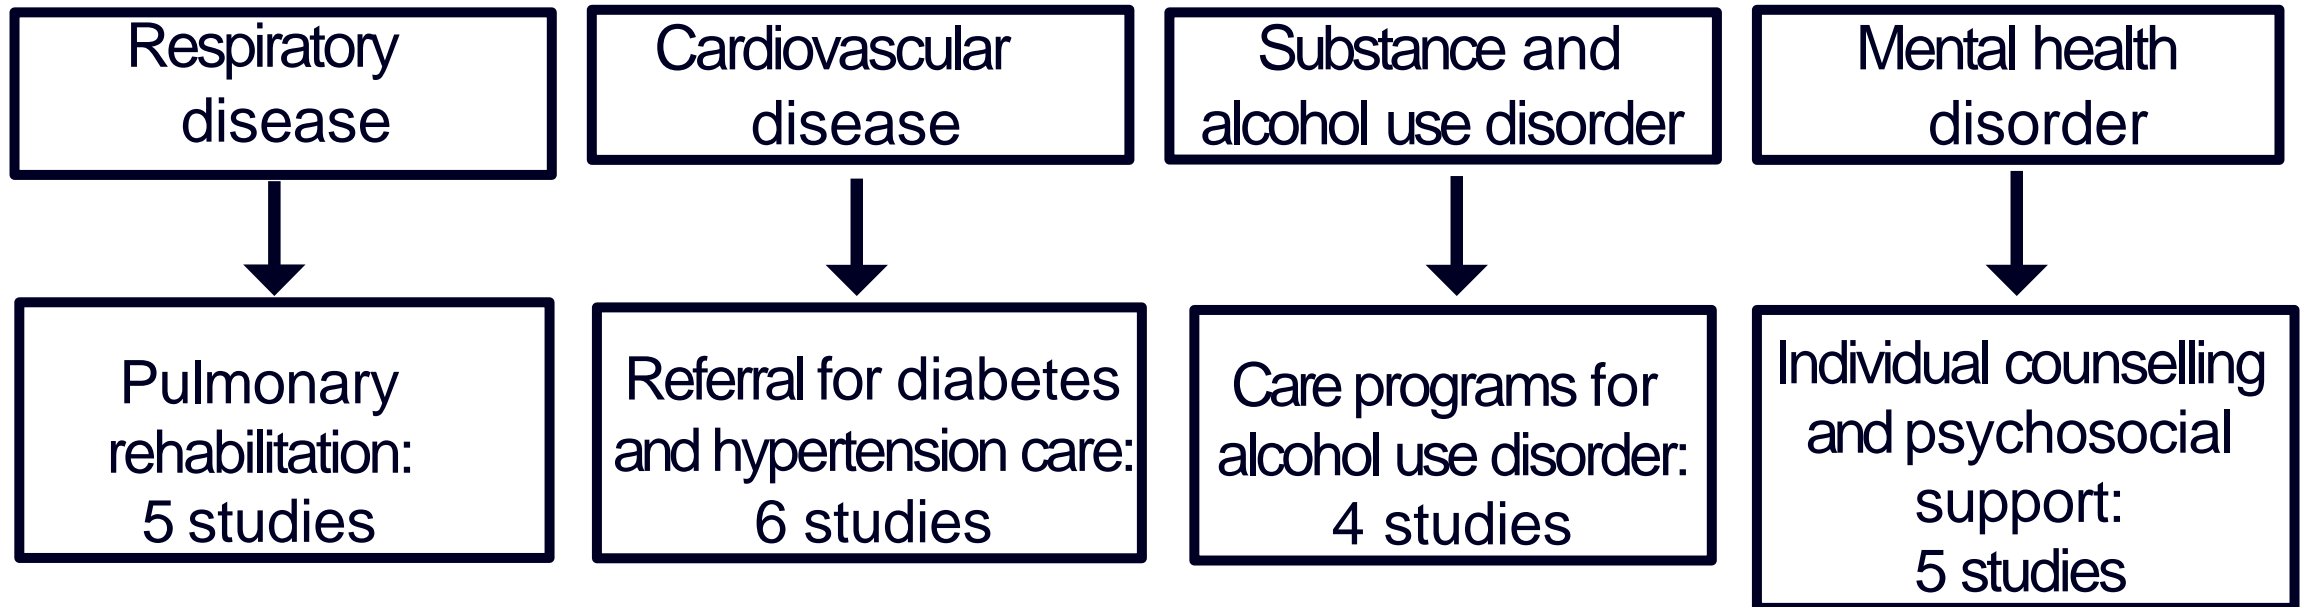 Respiratory
disease
Cardiovascular
disease
Substance and
alcohol use disorder
Mental health
disorder
Pulmonary
rehabilitation:
5 studies
Referral for diabetes
and hypertension care:
6 studies
Care programs for
alcohol use disorder:
4 studies
Individual counselling
and psychosocial
support:
5 studies